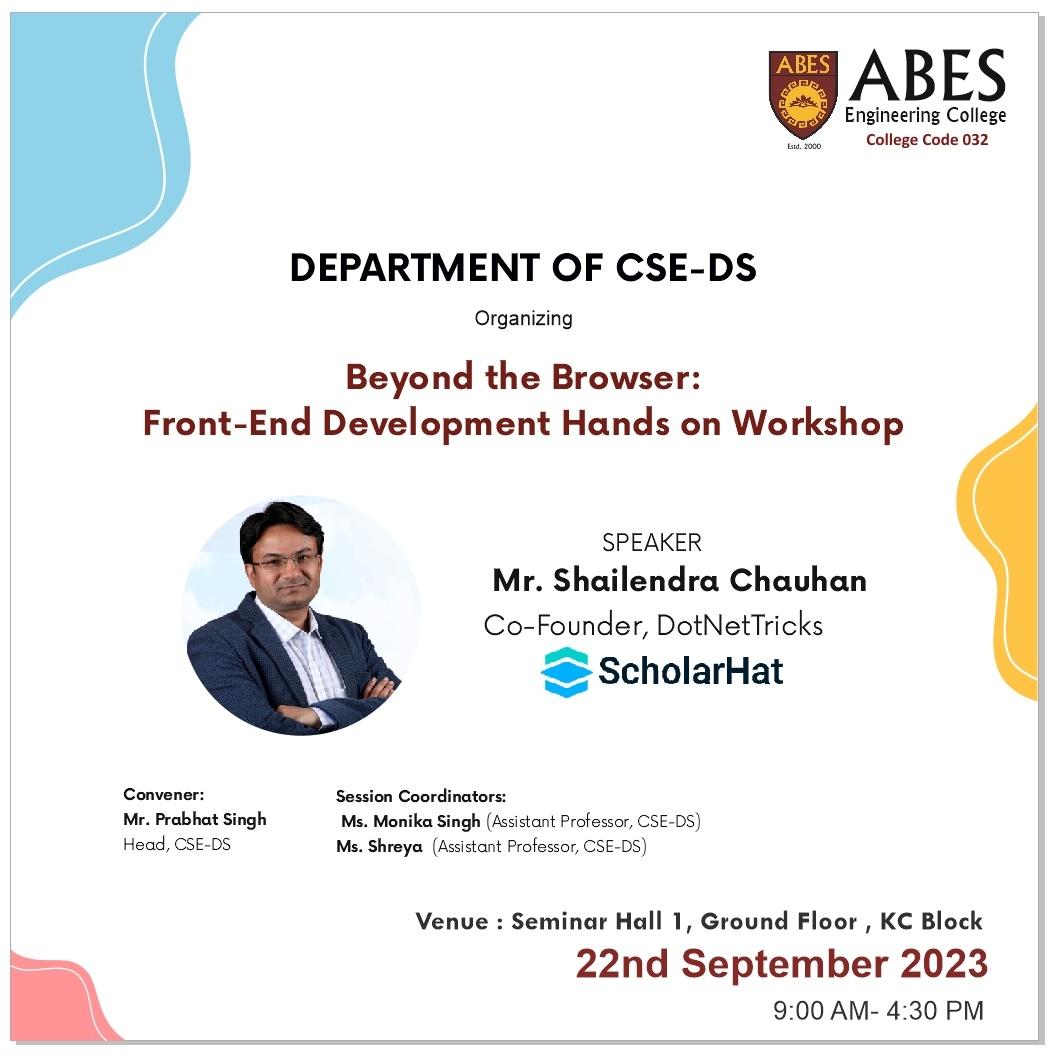 ABES
ABES
Engineering College
Estd. 2000
College Code 032
DEPARTMENT OF CSE-DS
Organizing
Beyond the Browser:
Front-End Development Hands on Workshop
SPEAKER
Mr. Shailendra Chauhan
Co-Founder, DotNetTricks
ScholarHat
Convener:
Mr. Prabhat Singh
Head, CSE-DS
Session Coordinators:
Ms. Monika Singh (Assistant Professor, CSE-DS)
Ms. Shreya (Assistant Professor, CSE-DS)
Venue : Seminar Hall 1, Ground Floor , KC Block
22nd September 2023
9:00 AM- 4:30 PM